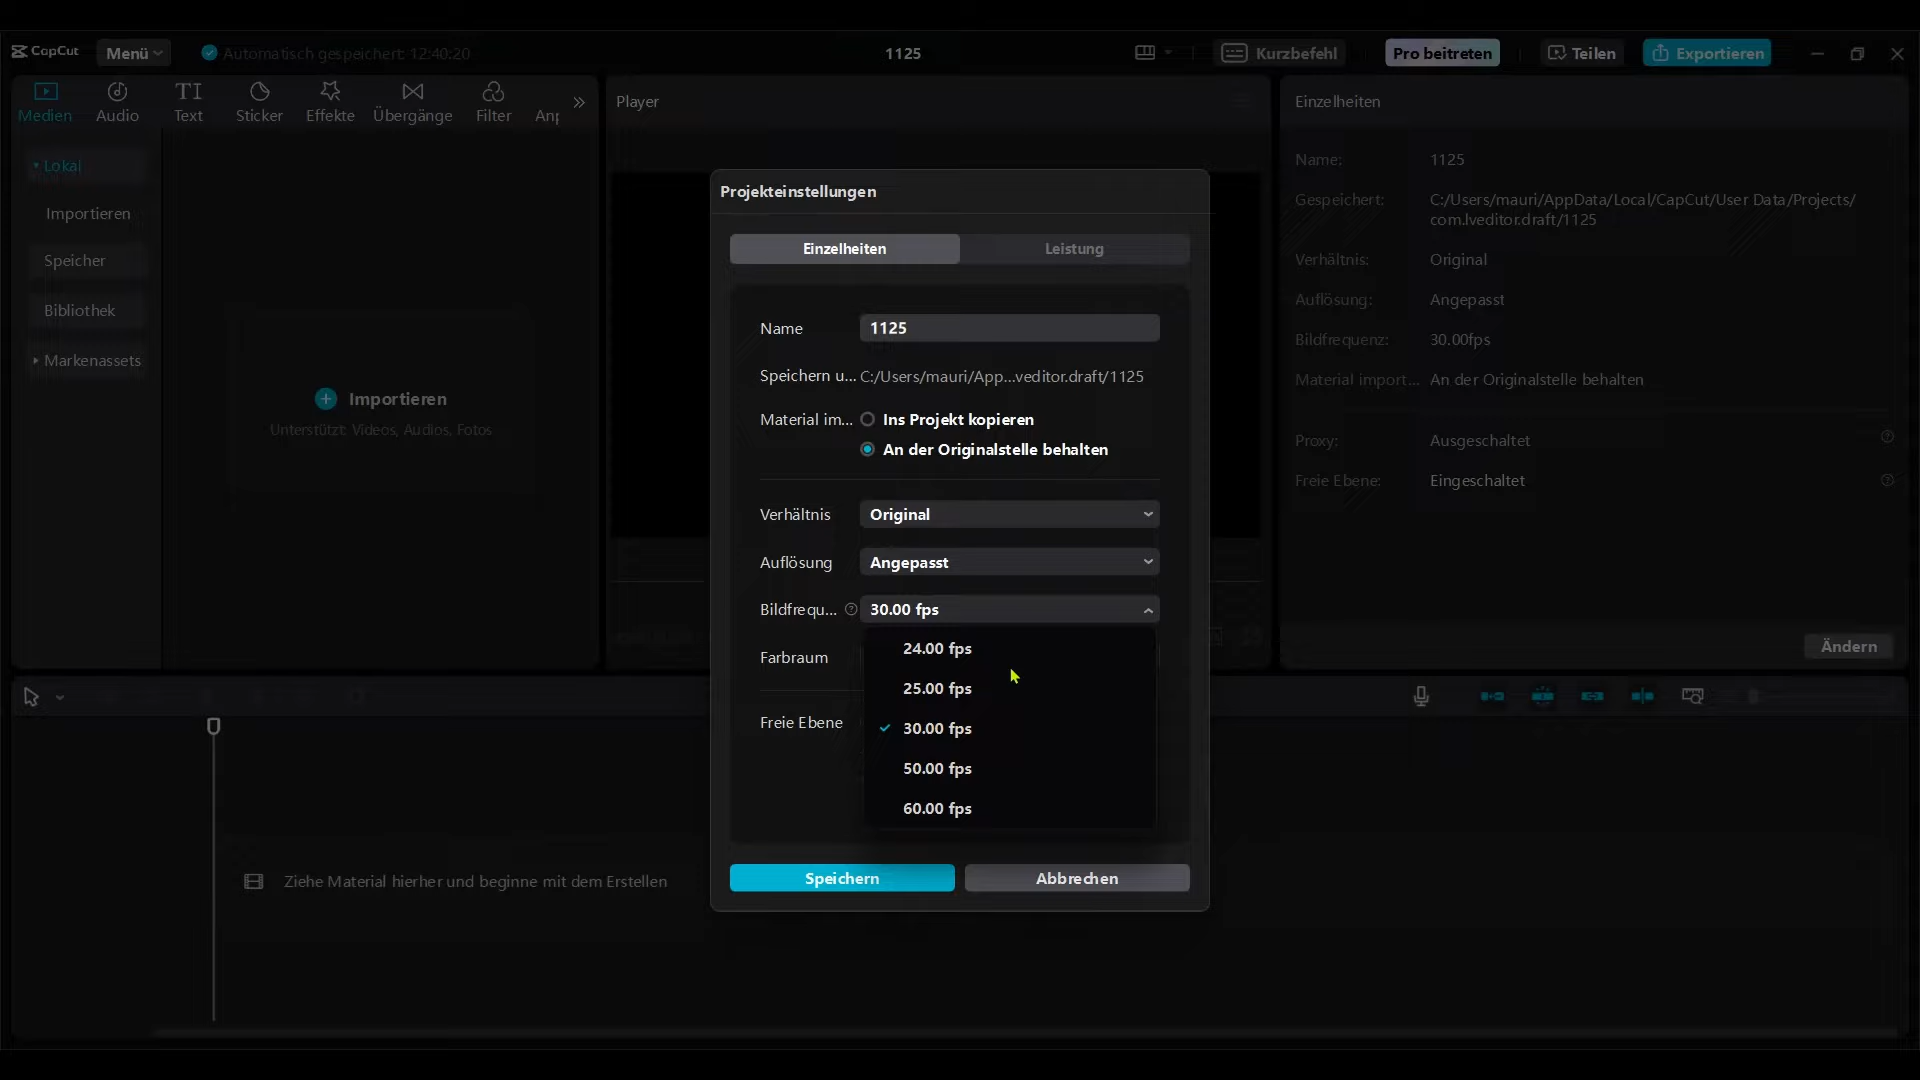 CapCut
Menü
Automatisch gespeichert: 12:40:20
1125
Kurzbefehl
Pro beitreten
Teilen
Exportieren
Medien
Audio
Text
Sticker
Effekte
Übergänge
Filter
Player
Einzelheiten
Lokal
Importieren
Speicher
Bibliothek
Markenassets
Importieren
Unterstützt: Videos, Audios, Fotos
Name: 1125
Gespeichert: C:/Users/mauri/AppData/Local/CapCut/User Data/Projects/
com.lveditor.draft/1125
Verhältnis: Original
Auflösung: Angepasst
Bildfrequenz: 30.00fps
Material import... An der Originalstelle behalten
Proxy: Ausgeschaltet
Freie Ebene: Eingeschaltet
Ändern
Projekteinstellungen
Einzelheiten
Leistung
Name 1125
Speichern u... C:/Users/mauri/App...veditor.draft/1125
Material im... Ins Projekt kopieren
An der Originalstelle behalten
Verhältnis Original
Auflösung Angepasst
Bildfrequ... 30.00 fps
24.00 fps
Farbraum
25.00 fps
Freie Ebene
30.00 fps
50.00 fps
60.00 fps
Speichern
Abbrechen
Ziehe Material hierher und beginne mit dem Erstellen